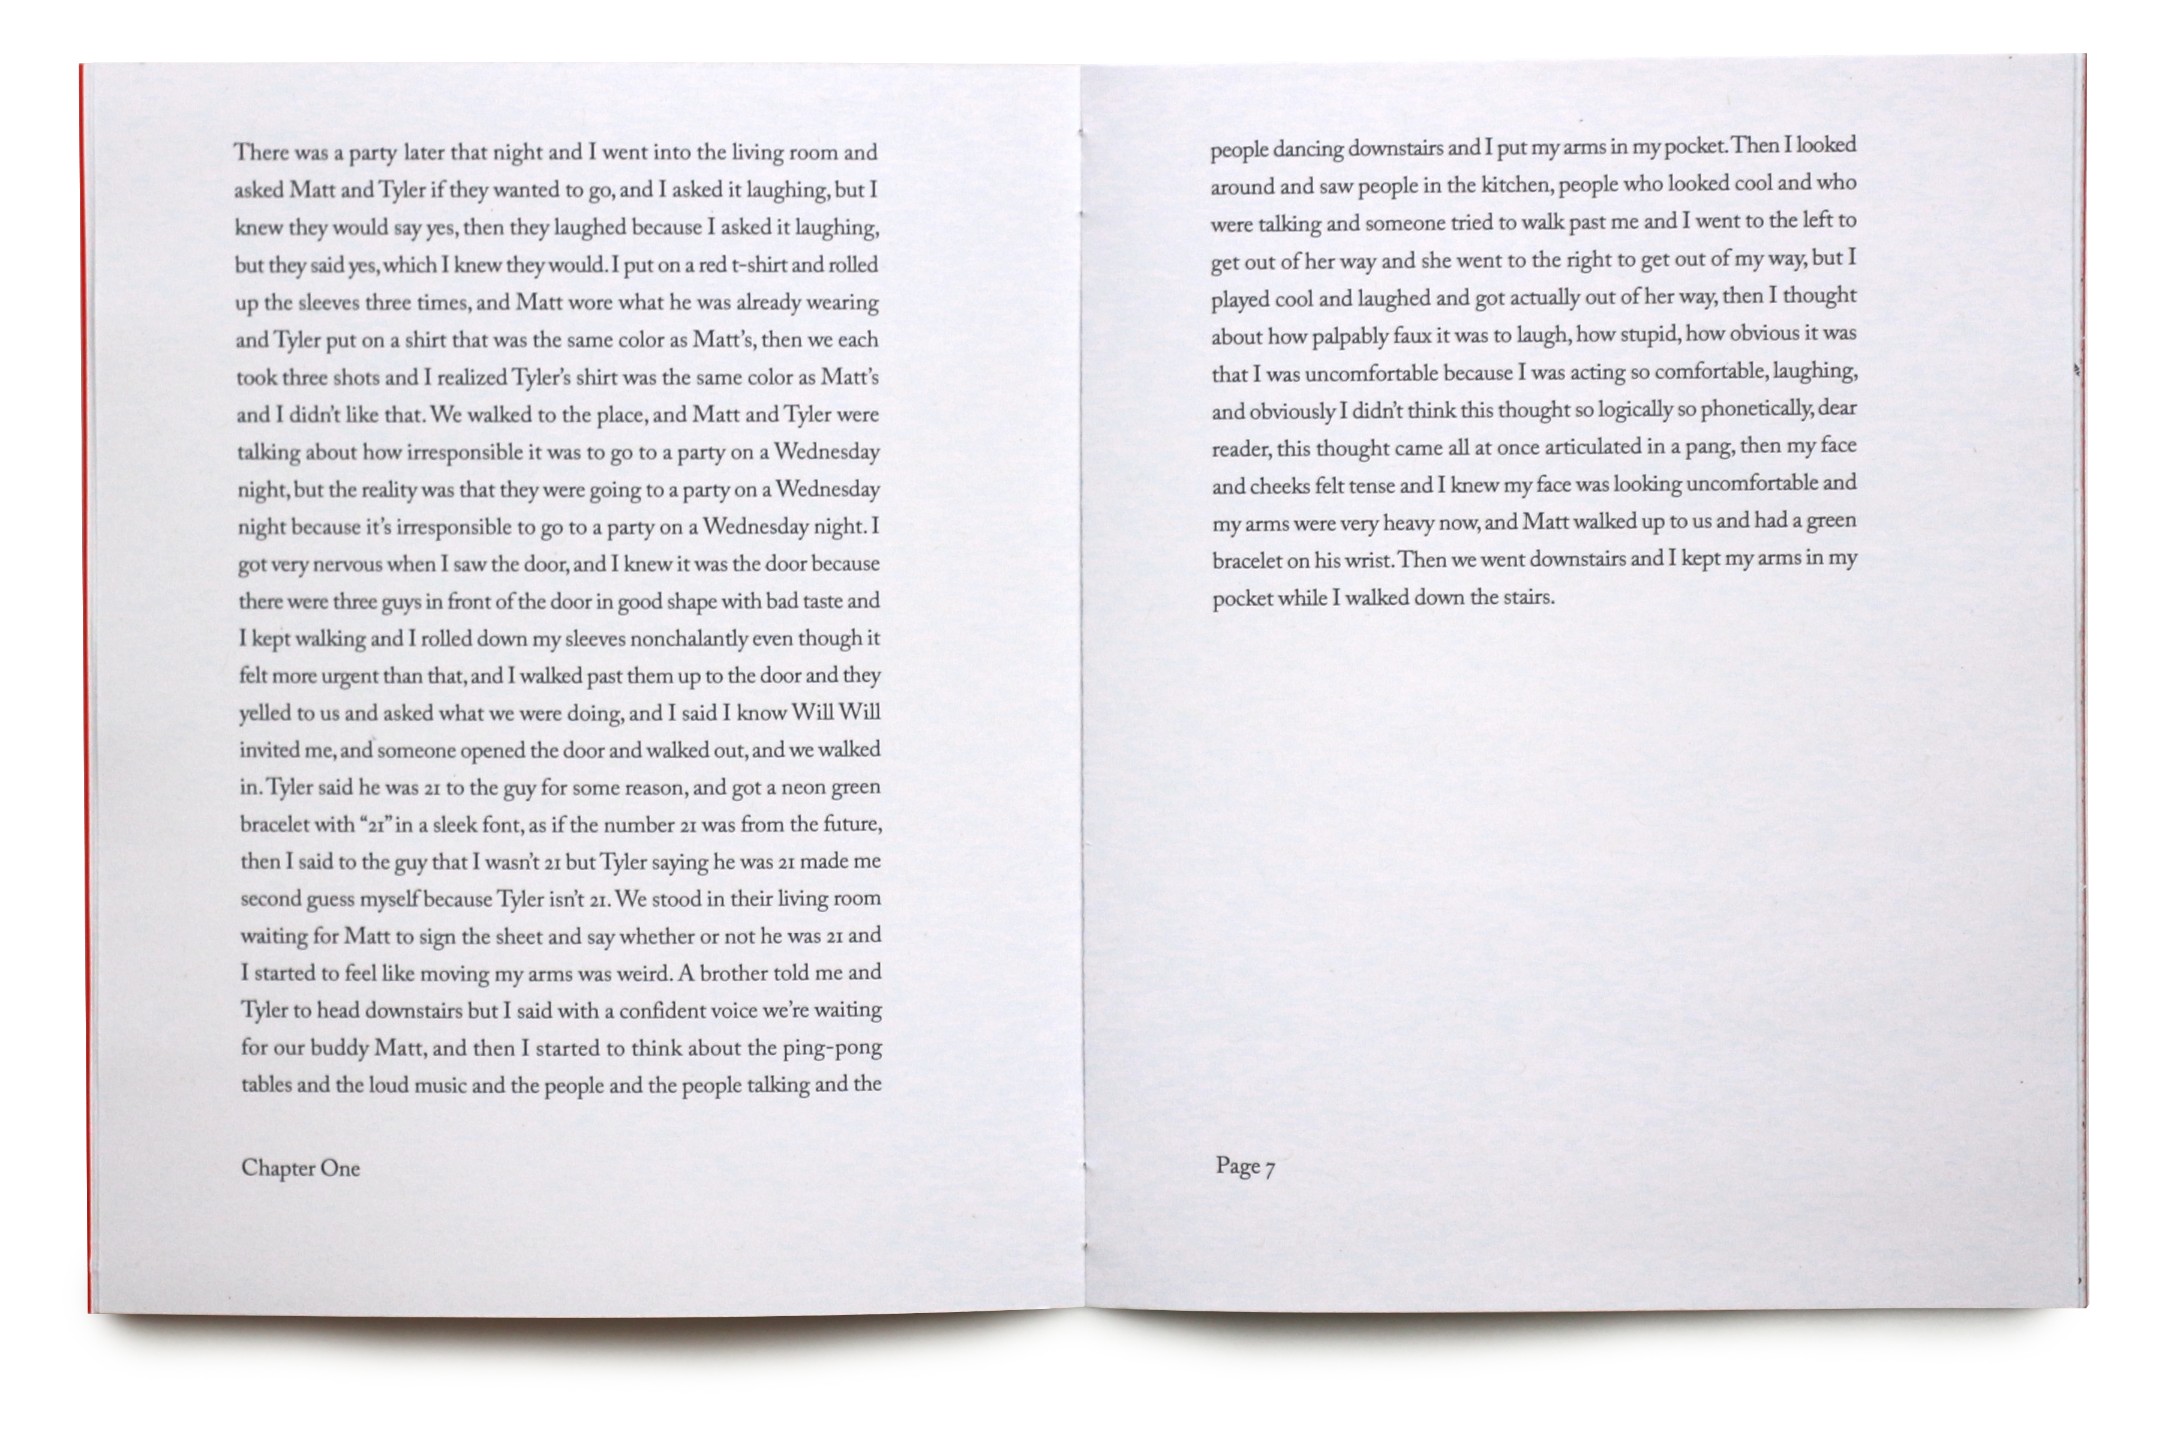 There was a party later that night and I went into the living room and
asked Matt and Tyler if they wanted to go, and I asked it laughing, but I
knew they would say yes, then they laughed because I asked it laughing,
but they said yes, which I knew they would. I put on a red t-shirt and rolled
up the sleeves three times, and Matt wore what he was already wearing
and Tyler put on a shirt that was the same color as Matt’s, then we each
took three shots and I realized Tyler’s shirt was the same color as Matt’s
and I didn’t like that. We walked to the place, and Matt and Tyler were
talking about how irresponsible it was to go to a party on a Wednesday
night, but the reality was that they were going to a party on a Wednesday
night because it’s irresponsible to go to a party on a Wednesday night. I
got very nervous when I saw the door, and I knew it was the door because
there were three guys in front of the door in good shape with bad taste and
I kept walking and I rolled down my sleeves nonchalantly even though it
felt more urgent than that, and I walked past them up to the door and they
yelled to us and asked what we were doing, and I said I know Will Will
invited me, and someone opened the door and walked out, and we walked
in. Tyler said he was 21 to the guy for some reason, and got a neon green
bracelet with “21” in a sleek font, as if the number 21 was from the future,
then I said to the guy that I wasn’t 21 but Tyler saying he was 21 made me
second guess myself because Tyler isn’t 21. We stood in their living room
waiting for Matt to sign the sheet and say whether or not he was 21 and
I started to feel like moving my arms was weird. A brother told me and
Tyler to head downstairs but I said with a confident voice we’re waiting
for our buddy Matt, and then I started to think about the ping-pong
tables and the loud music and the people and the people talking and the
Chapter One
people dancing downstairs and I put my arms in my pocket. Then I looked
around and saw people in the kitchen, people who looked cool and who
were talking and someone tried to walk past me and I went to the left to
get out of her way and she went to the right to get out of my way, but I
played cool and laughed and got actually out of her way, then I thought
about how palpably faux it was to laugh, how stupid, how obvious it was
that I was uncomfortable because I was acting so comfortable, laughing,
and obviously I didn’t think this thought so logically so phonetically, dear
reader, this thought came all at once articulated in a pang, then my face
and cheeks felt tense and I knew my face was looking uncomfortable and
my arms were very heavy now, and Matt walked up to us and had a green
bracelet on his wrist. Then we went downstairs and I kept my arms in my
pocket while I walked down the stairs.
Page 7